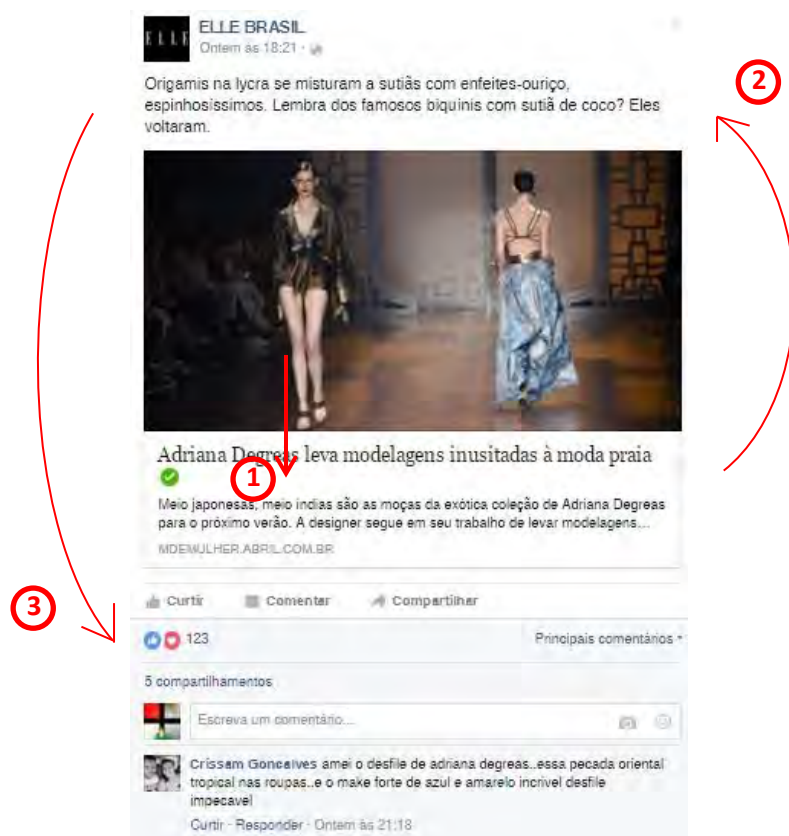 ELLE
ELLE BRASIL
Ontem às 18:21 ·
Origamis na lycra se misturam a sutiãs com enfeites-ouriço,
espinhosíssimos. Lembra dos famosos biquinis com sutiã de coco? Eles
voltaram.
2
Adriana Degreas leva modelagens inusitadas à moda praia
1
Meio japonesas, meio índias são as moças da exótica coleção de Adriana Degreas
para o próximo verão. A designer segue em seu trabalho de levar modelagens...
MDEMULHER.ABRIL.COM.BR
3
Curtir Comentar Compartilhar
123 Principais comentários
5 compartilhamentos
Escreva um comentário...
Crissam Goncalves amei o desfile de adriana degreas..essa pecada oriental
tropical nas roupas..e o make forte de azul e amarelo incrivel desfile
impecavel
Curtir · Responder · Ontem às 21:18